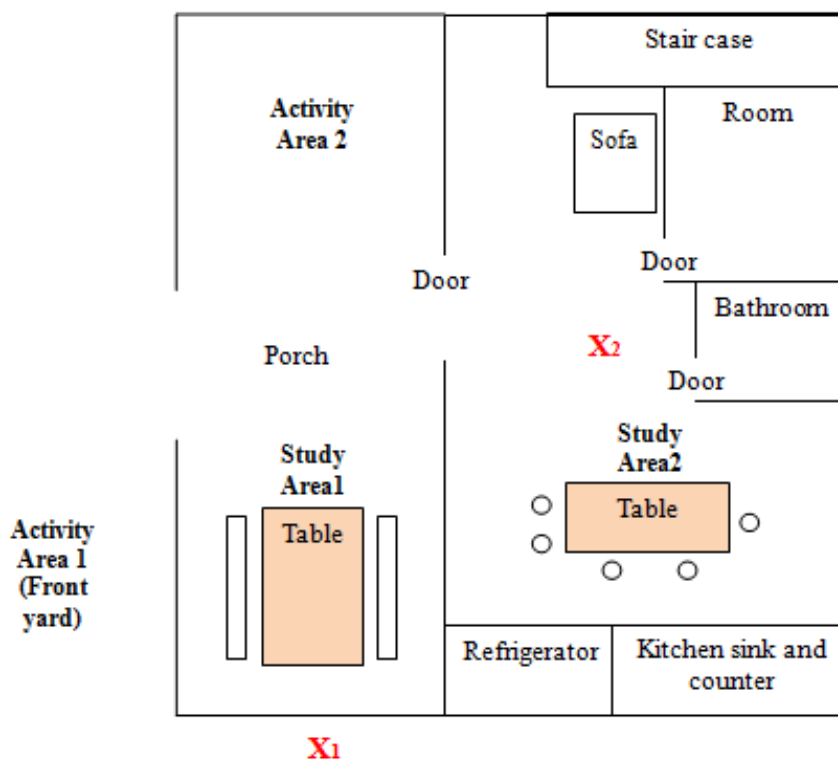 Stair case
Activity
Area 2
Room
Sofa
Door
Door
Bathroom
Porch
X2
Door
Study
Area1
Study
Area2
Table
Table
Activity
Area 1
(Front
yard)
Refrigerator
Kitchen sink and
counter
X1